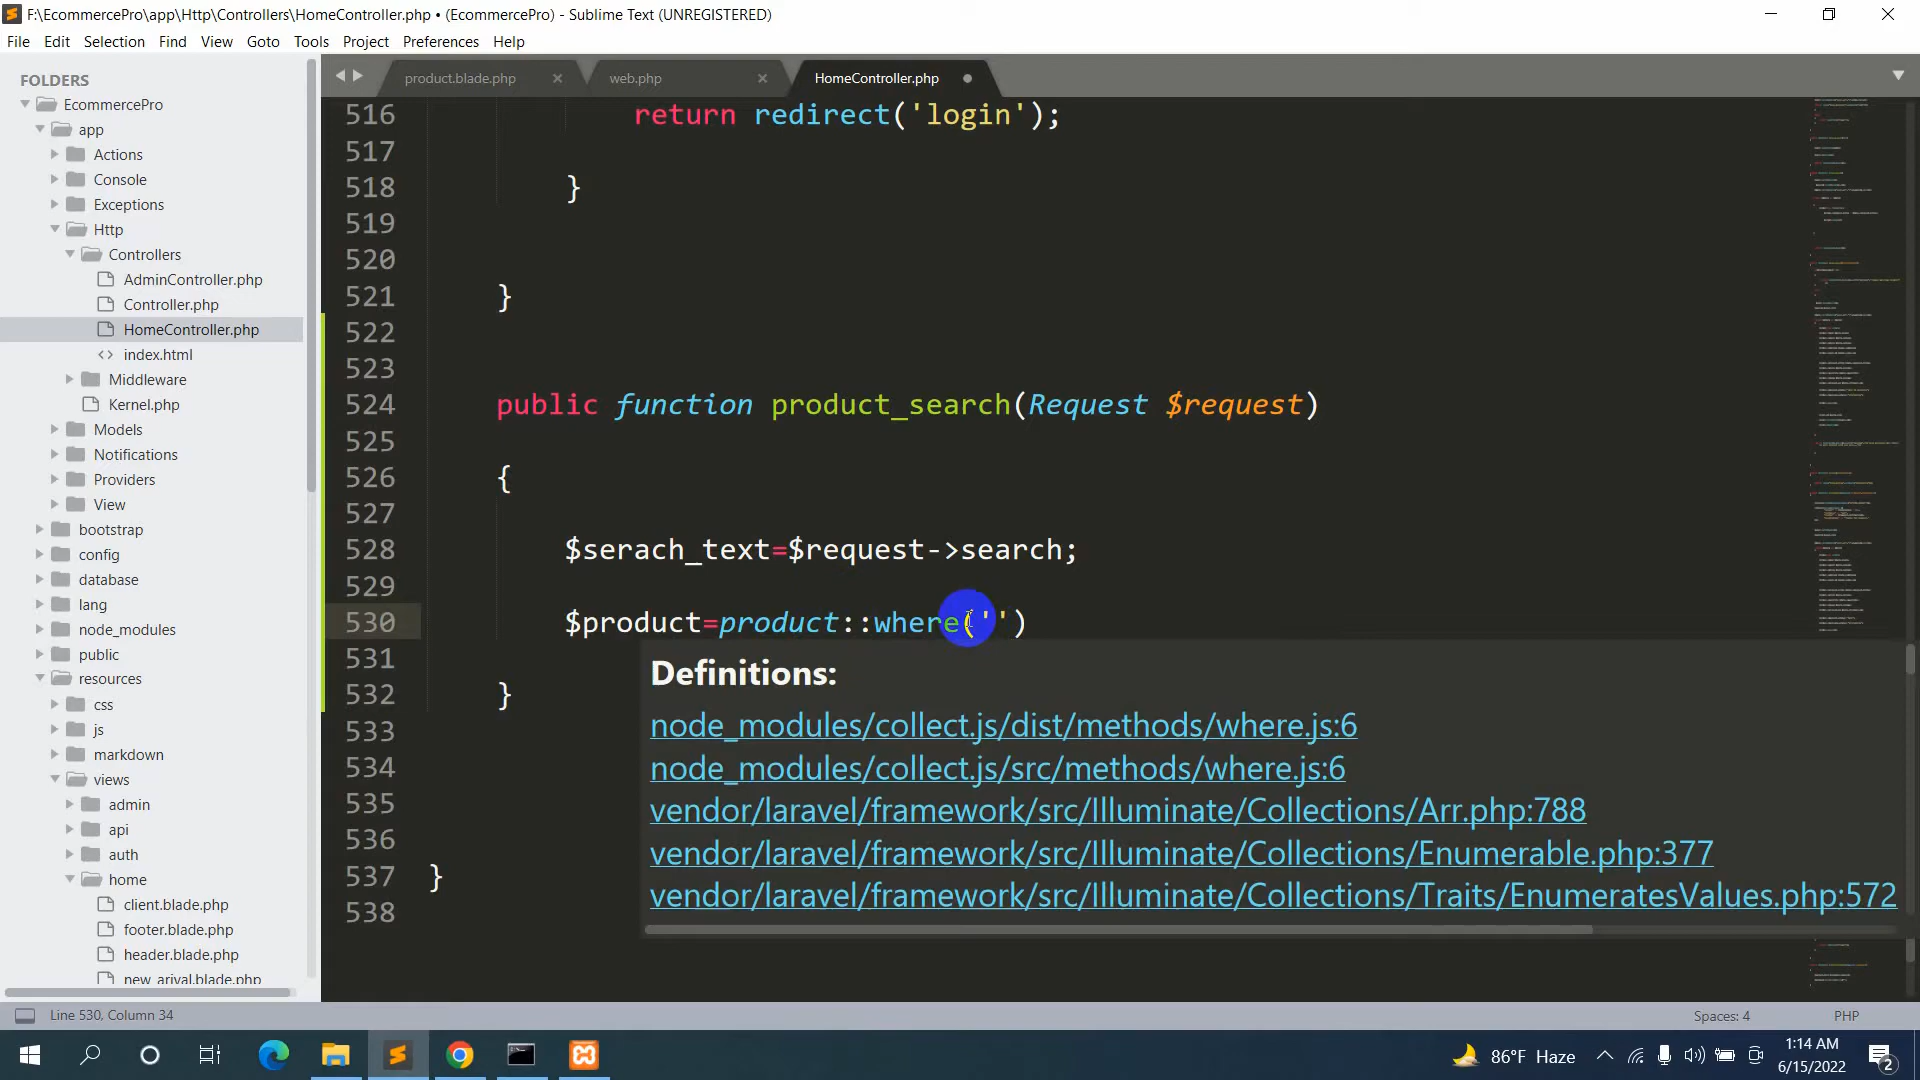 F:\EcommercePro\app\Http\Controllers\HomeController.php • (EcommercePro) - Sublime Text (UNREGISTERED)
File Edit Selection Find View Goto Tools Project Preferences Help
FOLDERS
EcommercePro
app
Actions
Console
Exceptions
Http
Controllers
AdminController.php
Controller.php
HomeController.php
<> index.html
Middleware
Kernel.php
Models
Notifications
Providers
View
bootstrap
config
database
lang
node_modules
public
resources
css
js
markdown
views
admin
api
auth
home
client.blade.php
footer.blade.php
header.blade.php
new_arival.blade.php
product.blade.php × web.php × HomeController.php
516 return redirect('login');
517
518 }
519
520
521 }
522
523
524 public function product_search(Request $request)
525
526 {
527
528 $serach_text=$request->search;
529
530 $product=product::where('')
531
532 }
533
534
535
536
537 }
538
Definitions:
node_modules/collect.js/dist/methods/where.js:6
node_modules/collect.js/src/methods/where.js:6
vendor/laravel/framework/src/Illuminate/Collections/Arr.php:788
vendor/laravel/framework/src/Illuminate/Collections/Enumerable.php:377
vendor/laravel/framework/src/Illuminate/Collections/Traits/EnumeratesValues.php:572
Line 530, Column 34 Spaces: 4 PHP
86°F Haze
1:14 AM
6/15/2022
2